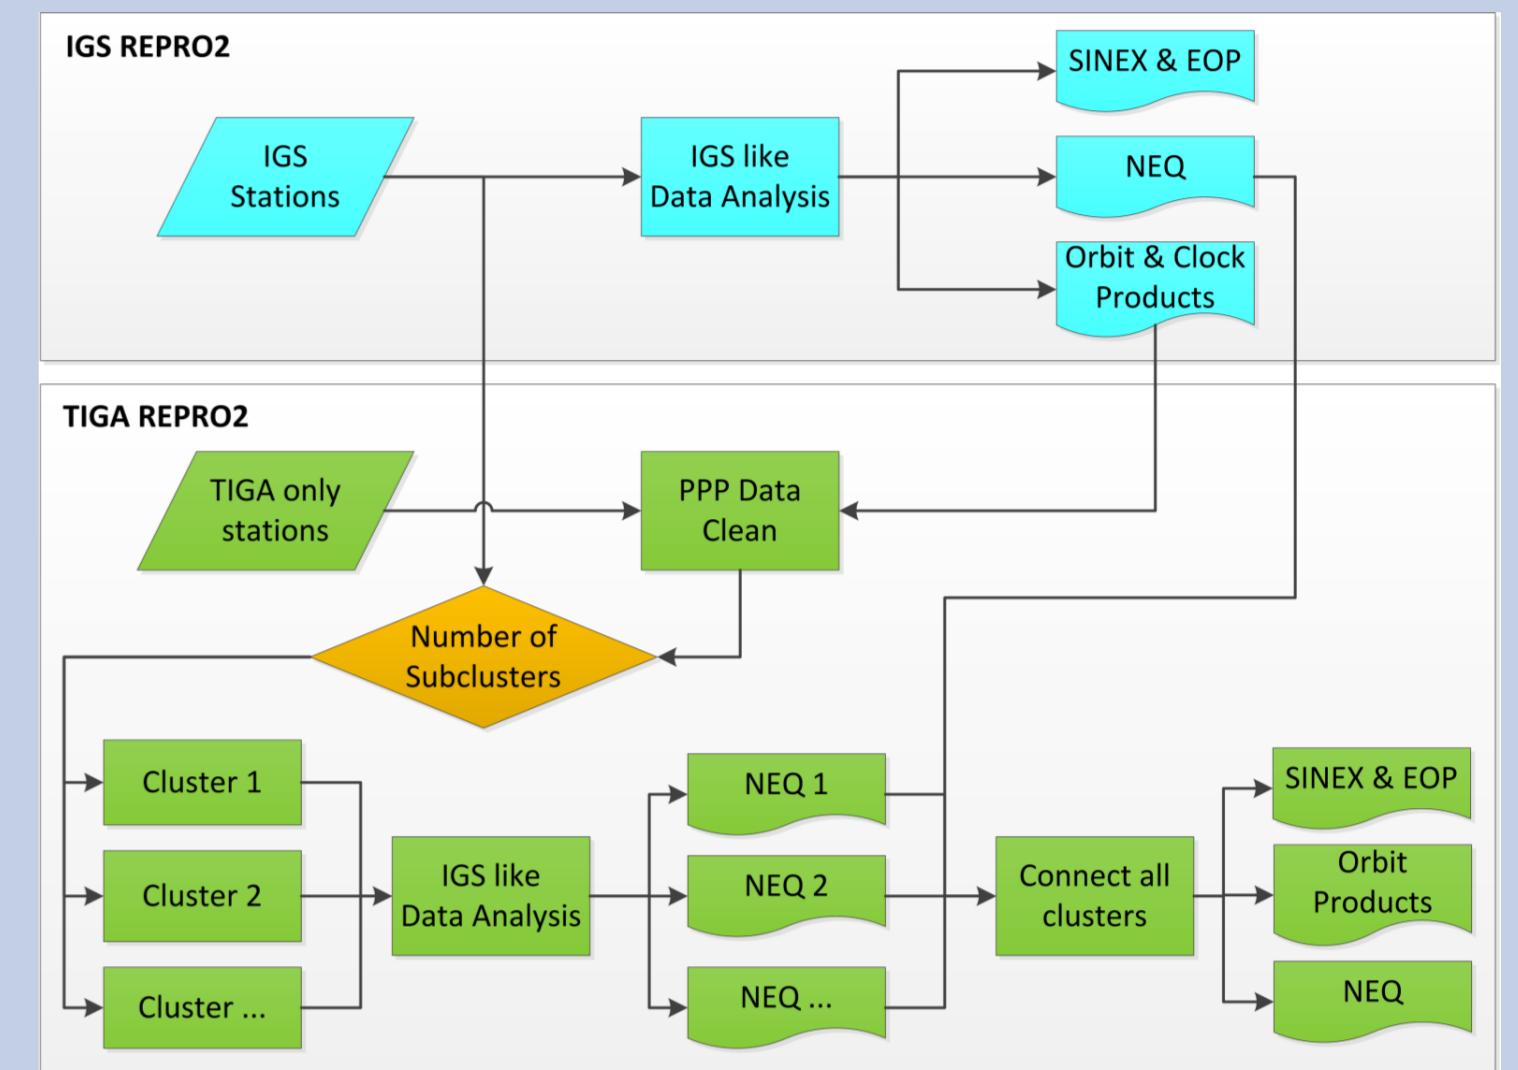 IGS REPRO2
SINEX & EOP
IGS
Stations
IGS like
Data Analysis
NEQ
Orbit & Clock
Products
TIGA REPRO2
TIGA only
stations
PPP Data
Clean
Number of
Subclusters
Cluster 1
Cluster 2
Cluster ...
IGS like
Data Analysis
NEQ 1
NEQ 2
NEQ ...
Connect all
clusters
SINEX & EOP
Orbit
Products
NEQ